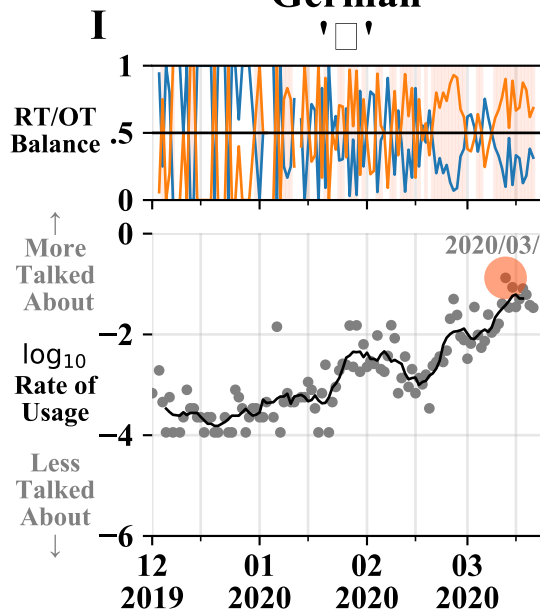 German
I
'□'
1
RT/OT
Balance
.5
0
↑
More
Talked
About
0
2020/03/
−2
log10
Rate of
Usage
−4
Less
Talked
About
↓
−6
12 01 02 03
2019 2020 2020 2020